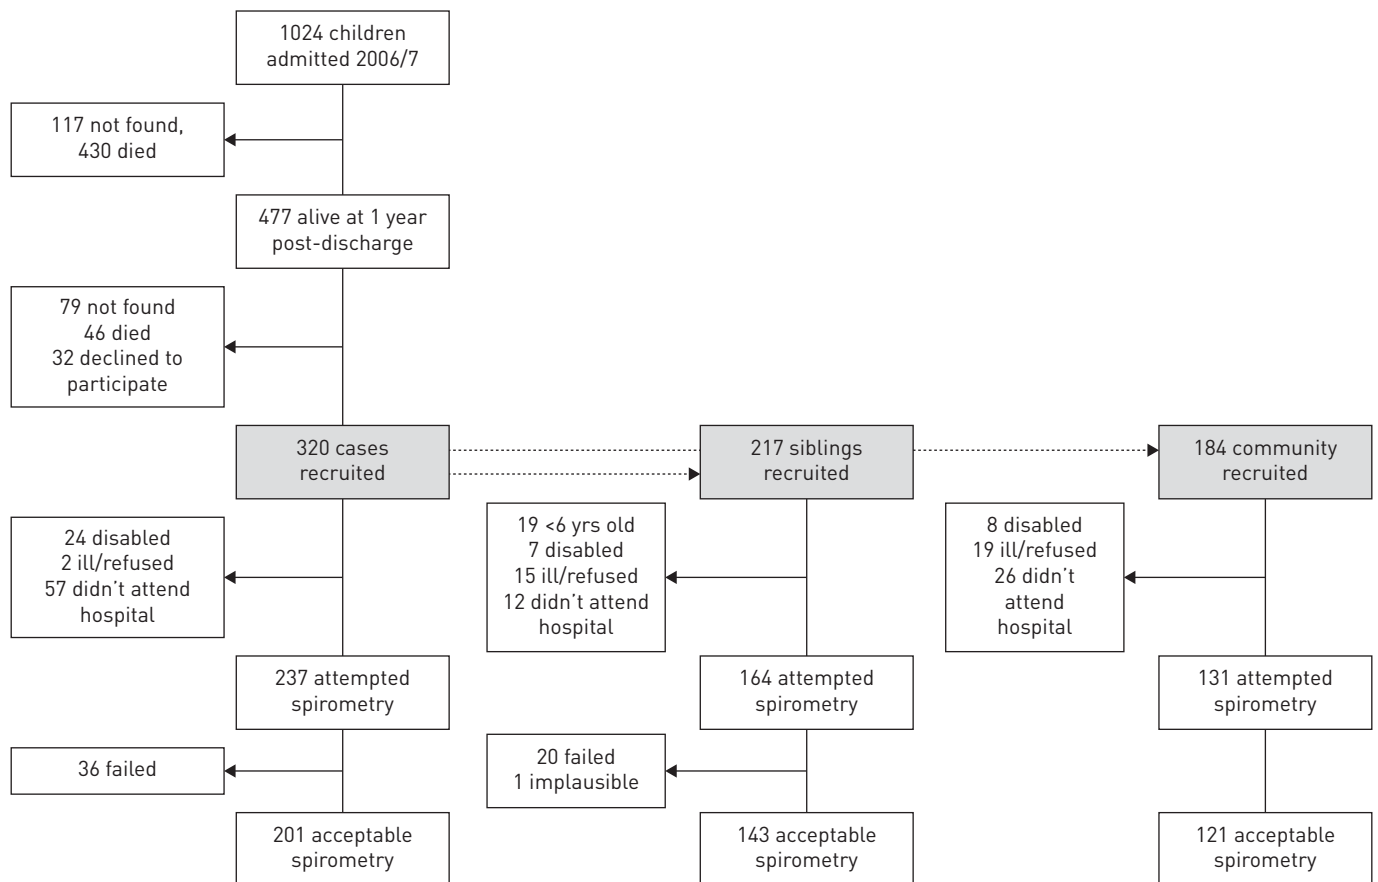 1024 children
admitted 2006/7
117 not found,
430 died
477 alive at 1 year
post-discharge
79 not found
46 died
32 declined to
participate
320 cases
recruited
217 siblings
recruited
184 community
recruited
24 disabled
2 ill/refused
57 didn't attend
hospital
19 <6 yrs old
7 disabled
15 ill/refused
12 didn't attend
hospital
8 disabled
19 ill/refused
26 didn't
attend
hospital
237 attempted
spirometry
164 attempted
spirometry
131 attempted
spirometry
36 failed
20 failed
1 implausible
201 acceptable
spirometry
143 acceptable
spirometry
121 acceptable
spirometry